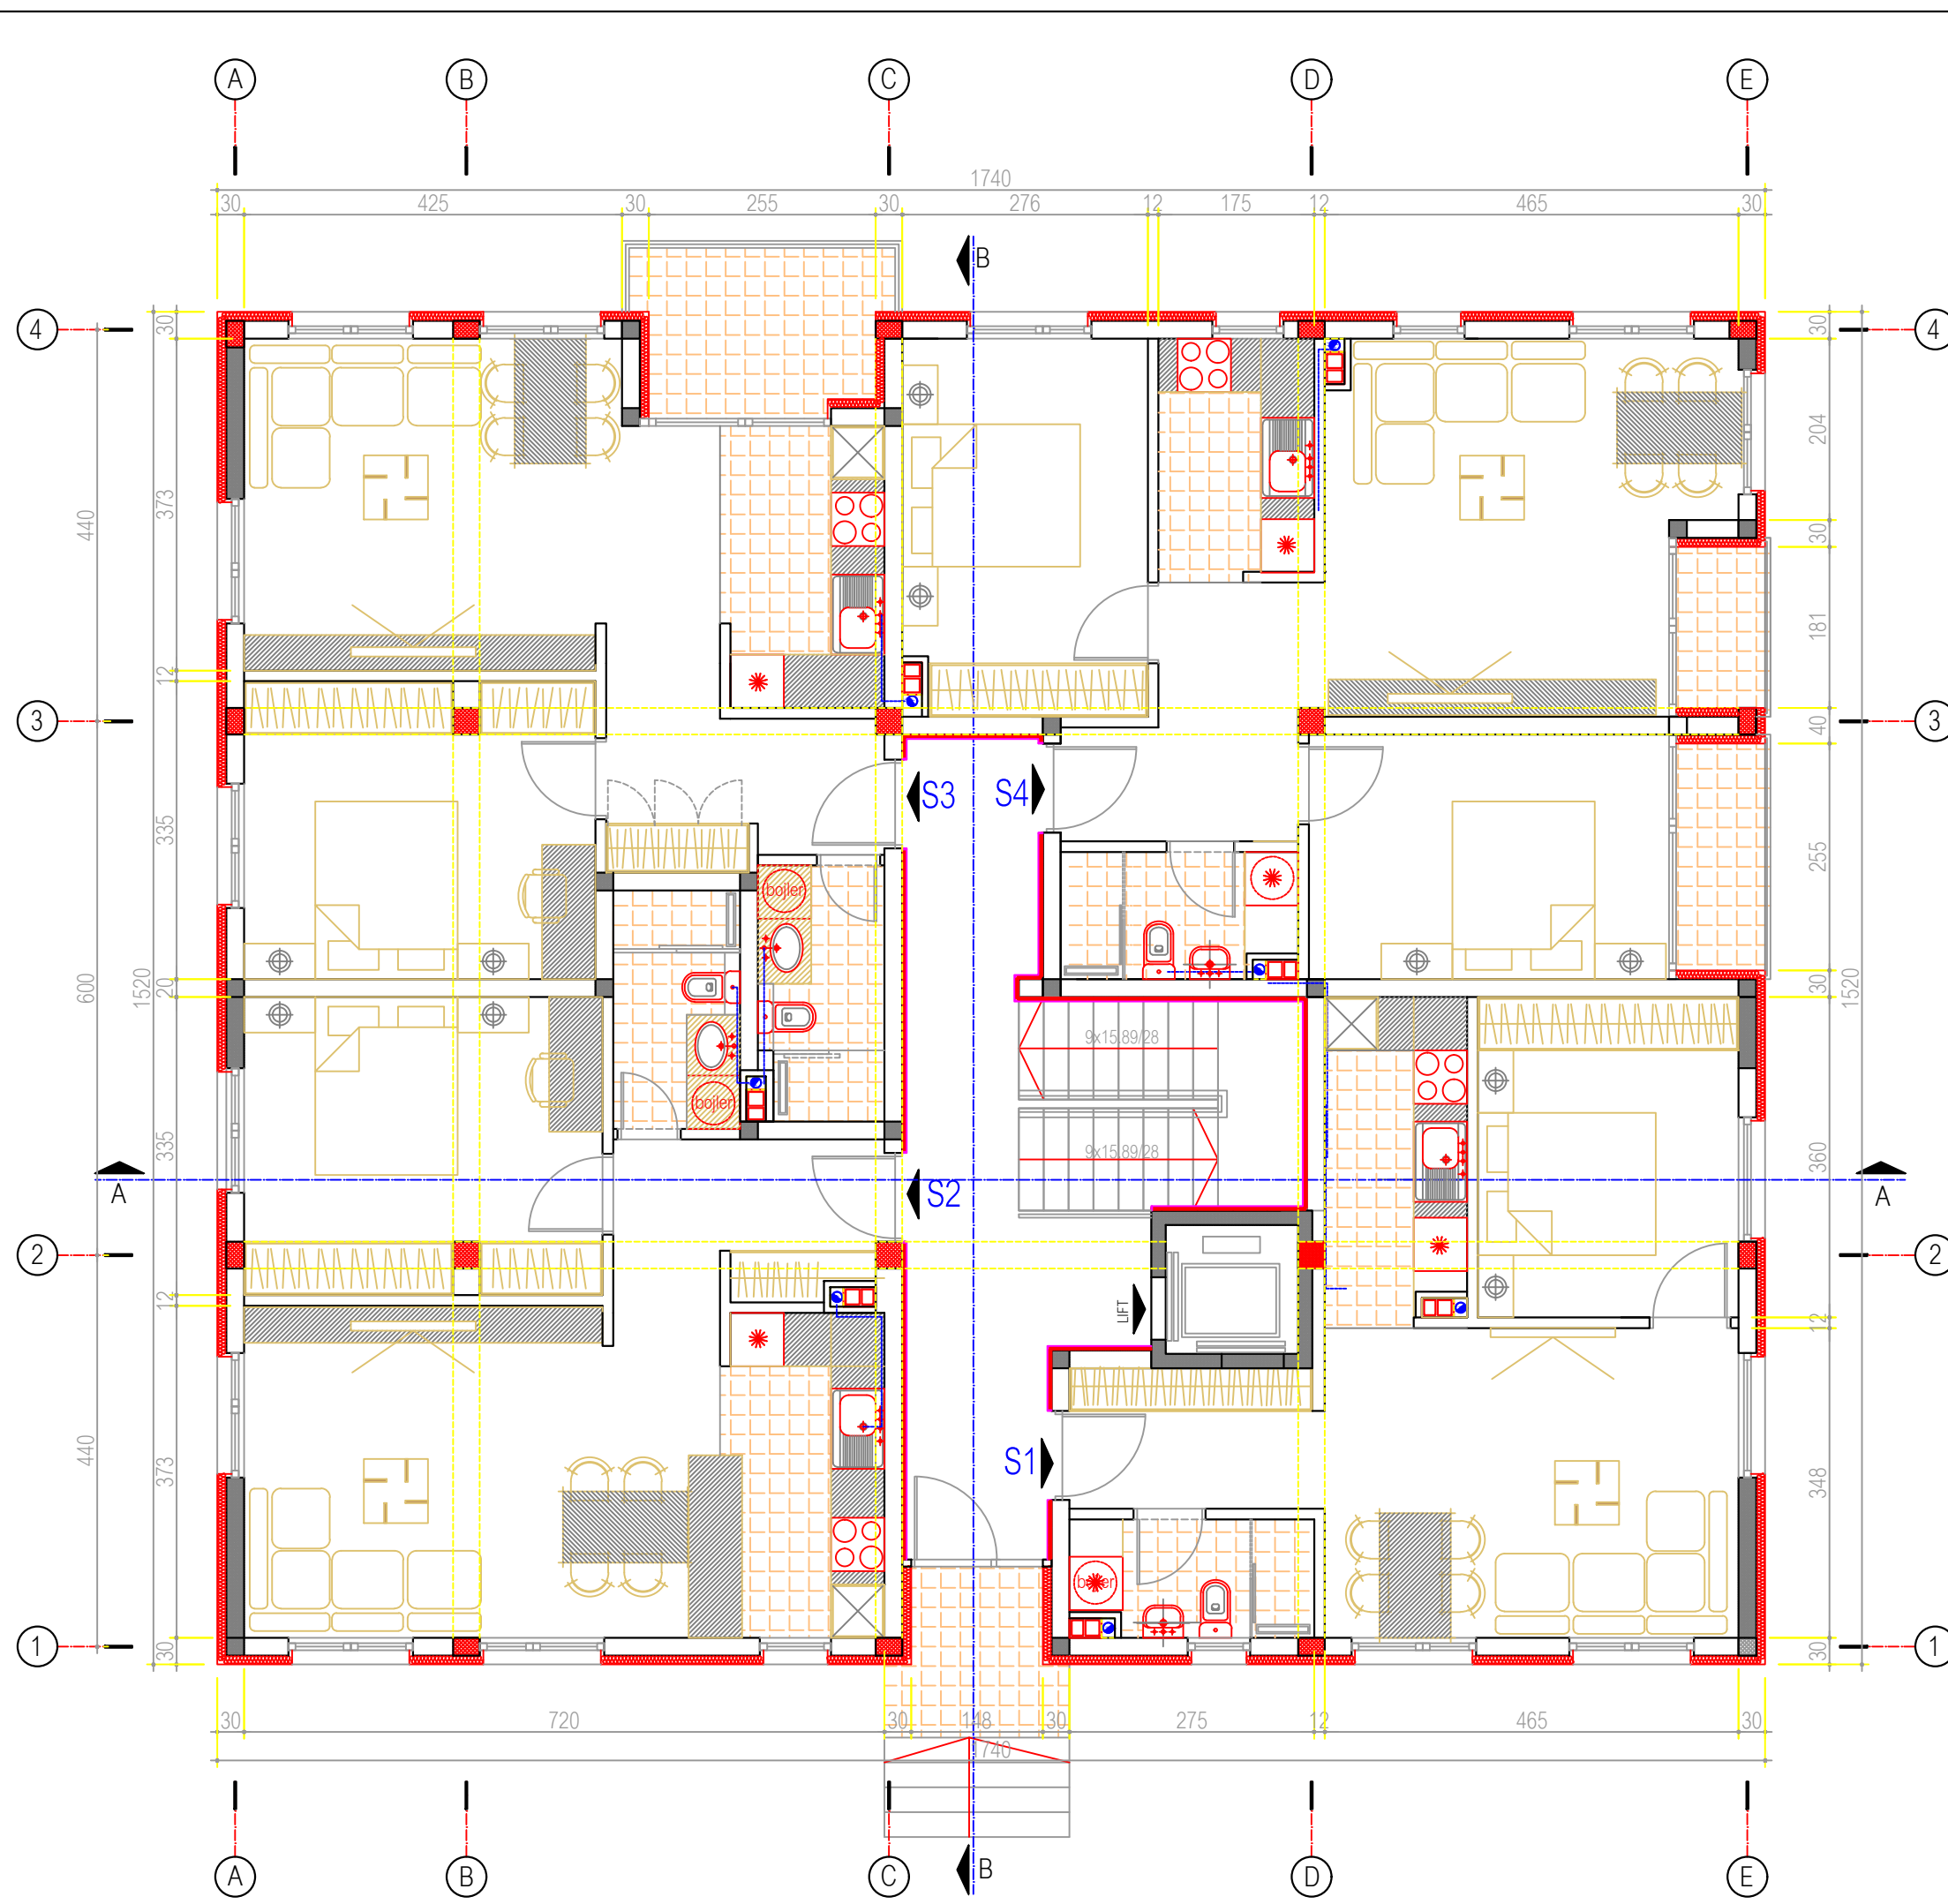 A B C D E
1740
30 425 30 255 30 276 12 175 12 465 30
B
4 30 30 4
204
373
440
30
bojler
181
12
3 40 3
S3 S4
335
255
bojler
20
600 1520 30 1520
9x15.89/28
bojler
9x15.89/28
335 360
A A
S2
2 2
12 LIFT 12
440 373 S1 348
bojler
1 30 30 1
30 720 30 148 30 275 12 465 30
1740
B
A B C D E